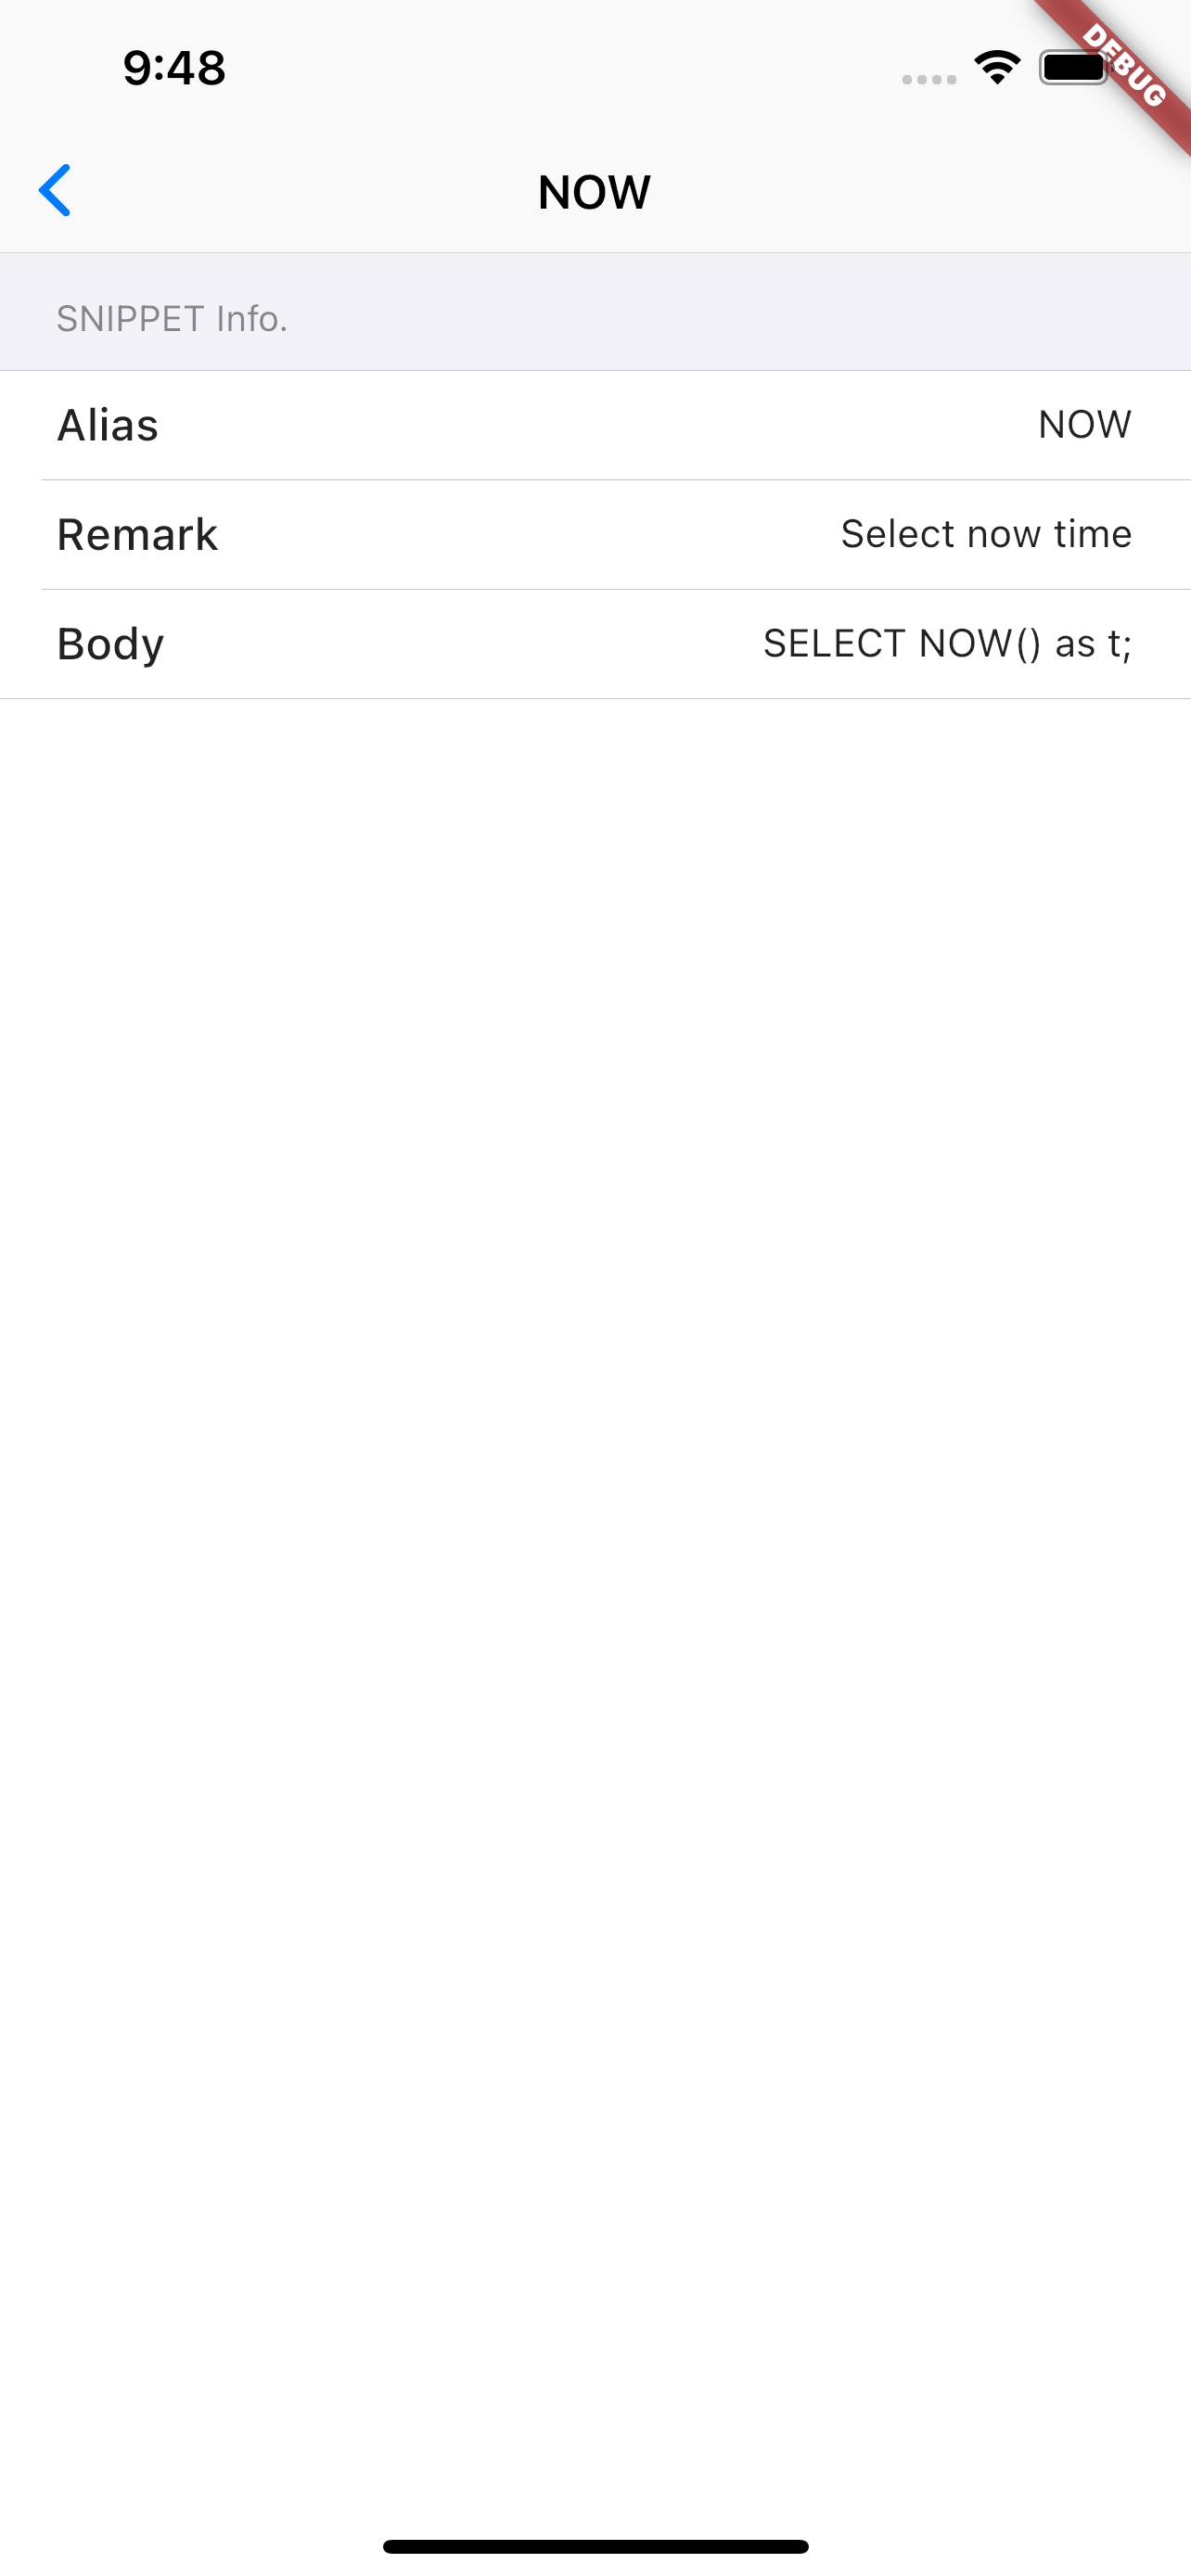 9:48
DEBUG
NOW
SNIPPET Info.
Alias NOW
Remark Select now time
Body SELECT NOW() as t;